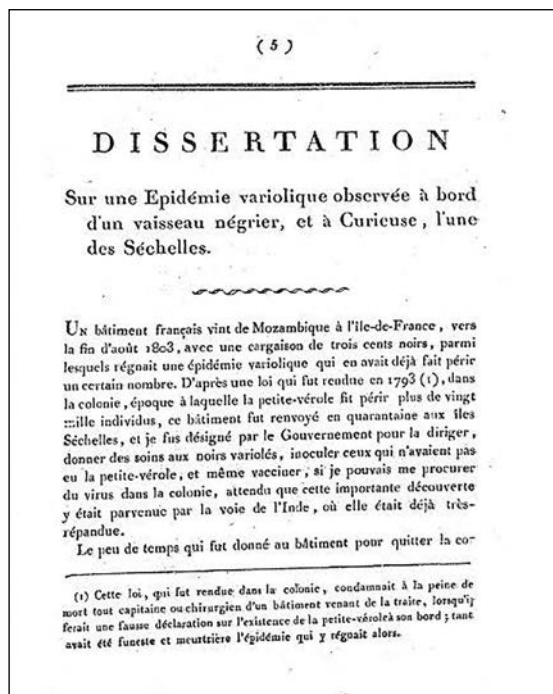 ( 5 )
DISSERTATION
Sur une Epidémie variolique observée à bord
d'un vaisseau négrier, et à Curieuse, l'une
des Séchelles.
UN bâtiment français vint de Mozambique à l'île-de-France, vers
la fin d'août 1803, avec une cargaison de trois cents noirs, parmi
lesquels régnait une épidémie variolique qui en avait déjà fait périr
un certain nombre. D'après une loi qui fut rendue en 1793 (1), dans
la colonie, époque à laquelle la petite-vérole fit périr plus de vingt
mille individus, ce bâtiment fut renvoyé en quarantaine aux îles
Séchelles, et je fus désigné par le Gouvernement pour la diriger,
donner des soins aux noirs variolés, inoculer ceux qui n'avaient pas
eu la petite-vérole, et même vacciner, si je pouvais me procurer
du virus dans la colonie, attendu que cette importante découverte
y était parvenue par la voie de l'Inde, où elle était déjà très-
répandue.
Le peu de temps qui fut donné au bâtiment pour quitter la co-
(1) Cette loi, qui fut rendue dans la colonie, condamnait à la peine de
mort tout capitaine ou chirurgien d'un bâtiment venant de la traite, lorsqu'il
ferait une fausse déclaration sur l'existence de la petite-vérole à son bord ; tant
avait été funeste et meurtrière l'épidémie qui y régnait alors.